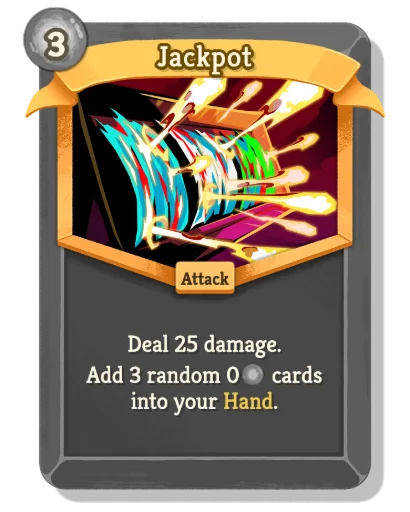 3
Jackpot
Attack
Deal 25 damage.
Add 3 random 0 cards
into your Hand.